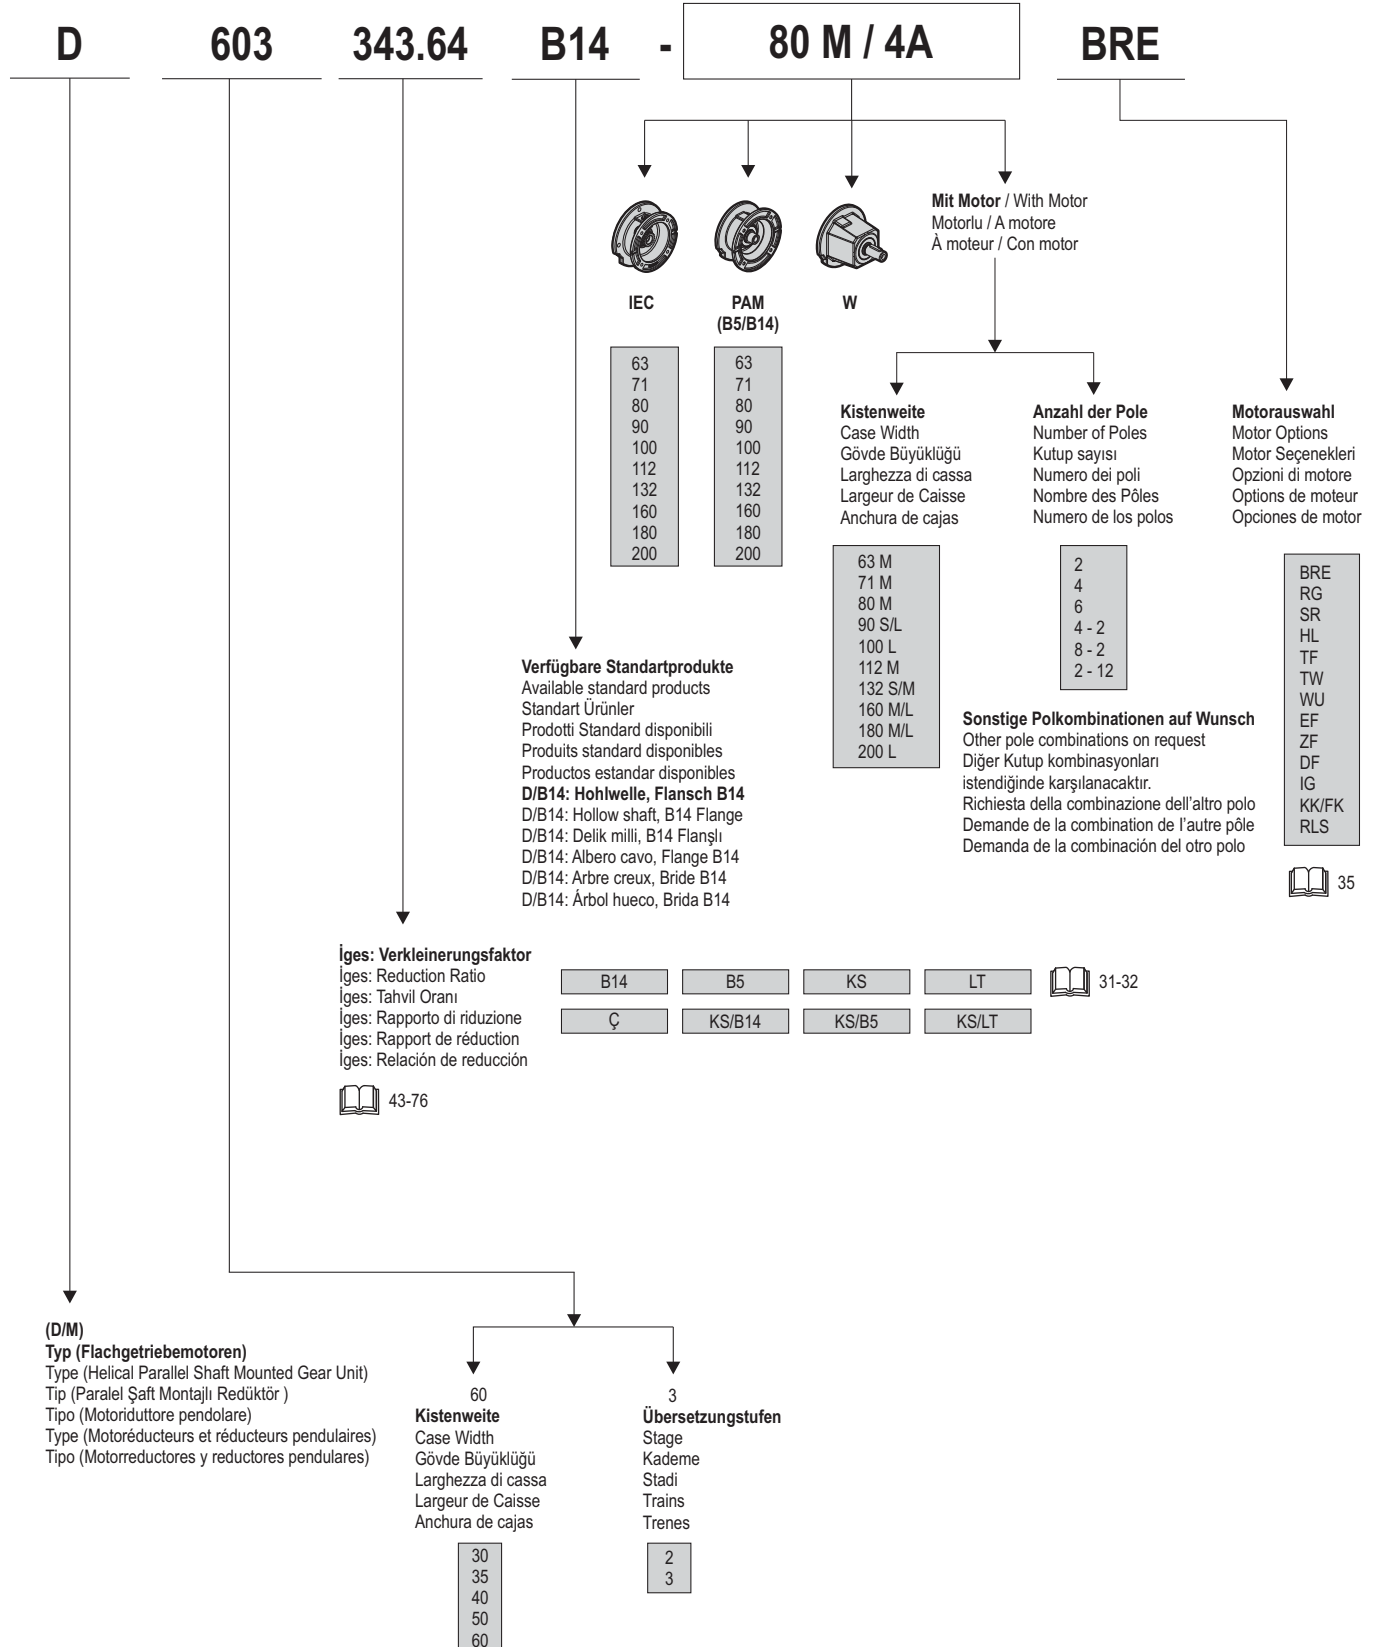 D 603 343.64 B14 - 80 M / 4A BRE
Mit Motor / With Motor
Motorlu / A motore
À moteur / Con motor
IEC
63
71
80
90
100
112
132
160
180
200
PAM
(B5/B14)
63
71
80
90
100
112
132
160
180
200
W
Kistenweite
Case Width
Gövde Büyüklüğü
Larghezza di cassa
Largeur de Caisse
Anchura de cajas
63 M
71 M
80 M
90 S/L
100 L
112 M
132 S/M
160 M/L
180 M/L
200 L
Anzahl der Pole
Number of Poles
Kutup sayısı
Numero dei poli
Nombre des Pôles
Numero de los polos
2
4
6
4 - 2
8 - 2
2 - 12
Sonstige Polkombinationen auf Wunsch
Other pole combinations on request
Diğer Kutup kombinasyonları
istendiğinde karşılanacaktır.
Richiesta della combinazione dell'altro polo
Demande de la combination de l'autre pôle
Demanda de la combinación del otro polo
Motorauswahl
Motor Options
Motor Seçenekleri
Opzioni di motore
Options de moteur
Opciones de motor
BRE
RG
SR
HL
TF
TW
WU
EF
ZF
DF
IG
KK/FK
RLS
35
Verfügbare Standartprodukte
Available standard products
Standart Ürünler
Prodotti Standard disponibili
Produits standard disponibles
Productos estandar disponibles
D/B14: Hohlwelle, Flansch B14
D/B14: Hollow shaft, B14 Flange
D/B14: Delik milli, B14 Flanşlı
D/B14: Albero cavo, Flange B14
D/B14: Arbre creux, Bride B14
D/B14: Árbol hueco, Brida B14
B14 B5 KS LT 31-32
Ç KS/B14 KS/B5 KS/LT
İges: Verkleinerungsfaktor
İges: Reduction Ratio
İges: Tahvil Oranı
İges: Rapporto di riduzione
İges: Rapport de réduction
İges: Relación de reducción
43-76
(D/M)
Typ (Flachgetriebemotoren)
Type (Helical Parallel Shaft Mounted Gear Unit)
Tip (Paralel Şaft Montajlı Redüktör )
Tipo (Motoriduttore pendolare)
Type (Motoréducteurs et réducteurs pendulaires)
Tipo (Motorreductores y reductores pendulares)
60
Kistenweite
Case Width
Gövde Büyüklüğü
Larghezza di cassa
Largeur de Caisse
Anchura de cajas
30
35
40
50
60
3
Übersetzungstufen
Stage
Kademe
Stadi
Trains
Trenes
2
3